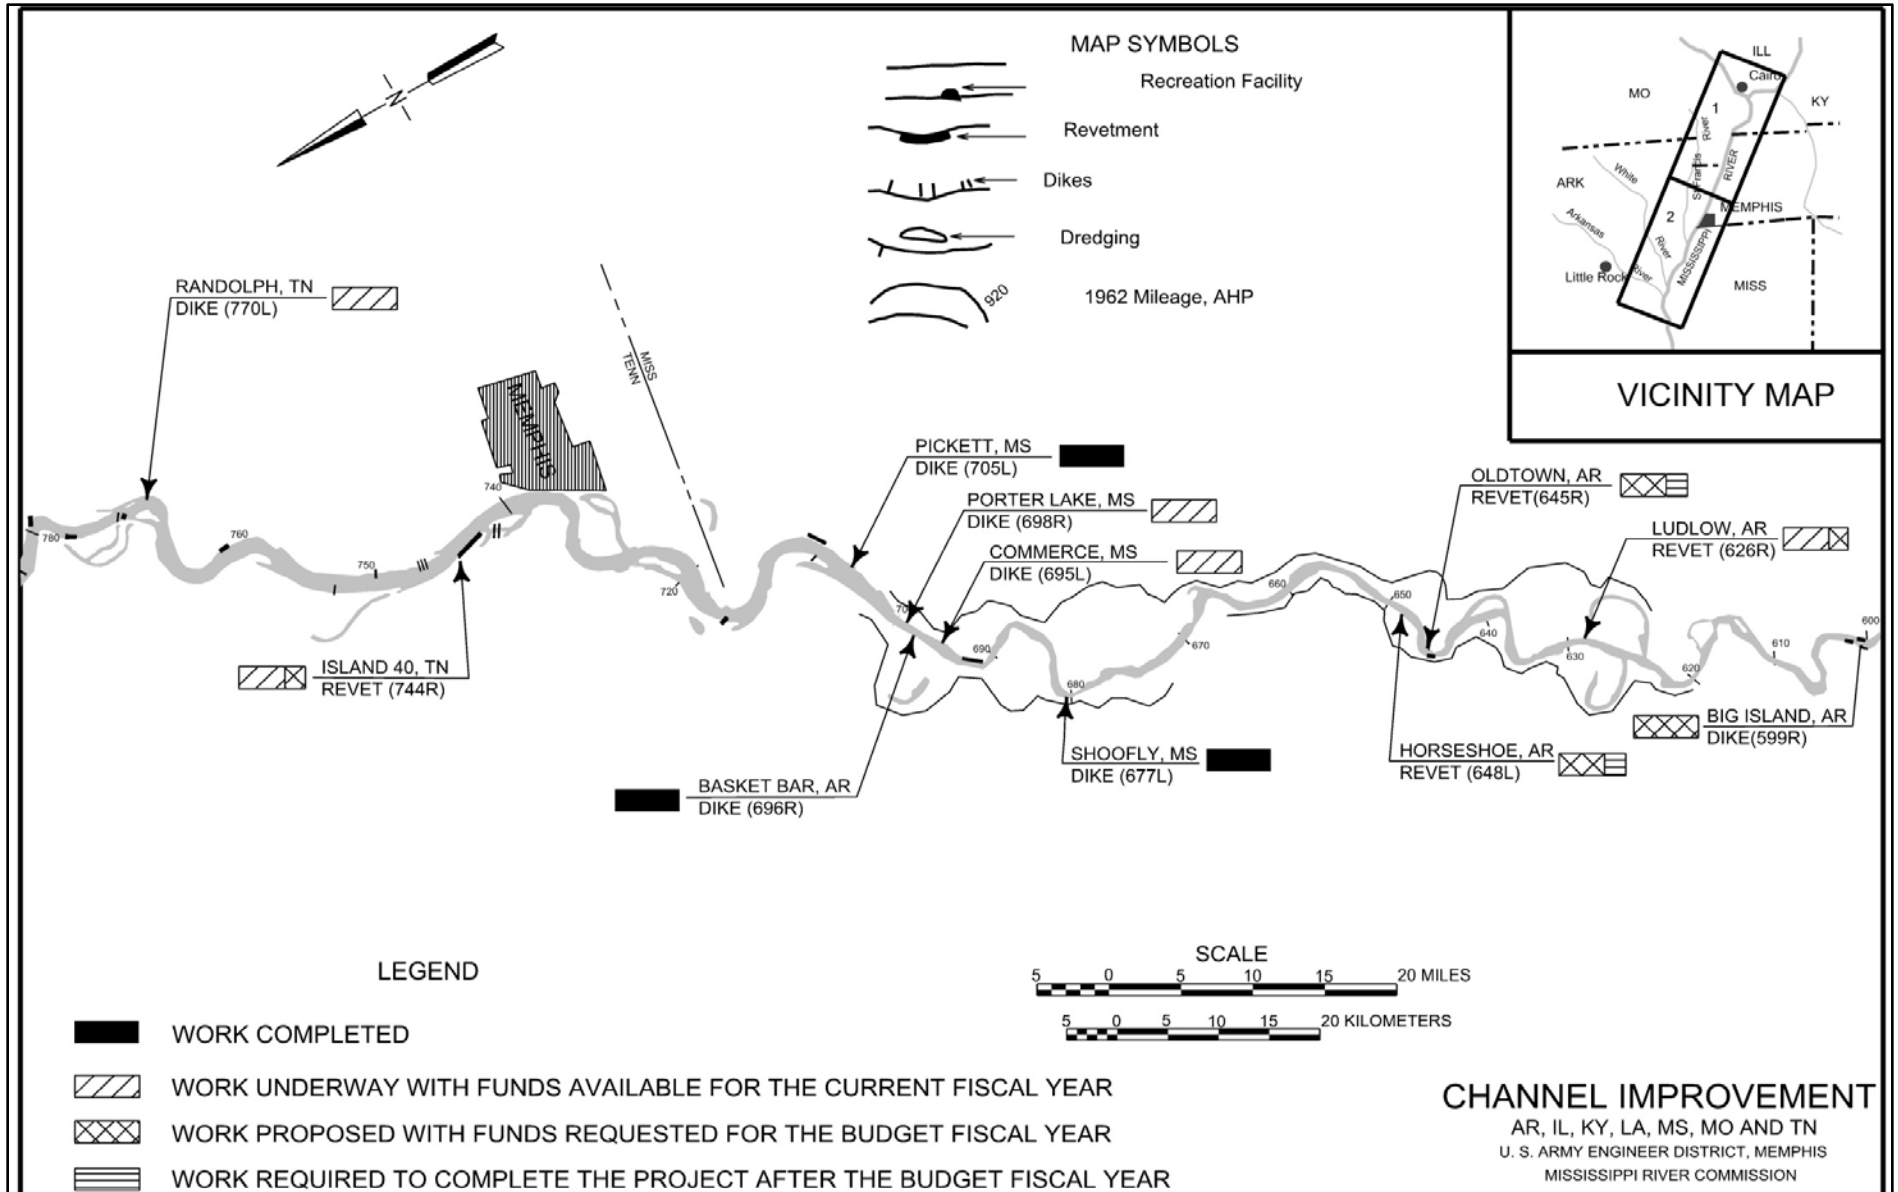 N
MAP SYMBOLS
Recreation Facility
Revetment
Dikes
Dredging
920
1962 Mileage, AHP
ILL
Cairo
MO
KY
1
River
St Francis
RIVER
White
ARK
MEMPHIS
2
Arkansas
River
MISSISSIPPI
Little Rock
River
MISS
VICINITY MAP
RANDOLPH, TN
DIKE (770L)
MISS
TENN
MEMPHIS
PICKETT, MS
DIKE (705L)
PORTER LAKE, MS
DIKE (698R)
COMMERCE, MS
DIKE (695L)
OLDTOWN, AR
REVET(645R)
LUDLOW, AR
REVET (626R)
780
760
750
740
720
70
690
680
670
660
650
640
630
620
610
600
ISLAND 40, TN
REVET (744R)
BASKET BAR, AR
DIKE (696R)
SHOOFLY, MS
DIKE (677L)
HORSESHOE, AR
REVET (648L)
BIG ISLAND, AR
DIKE(599R)
LEGEND
WORK COMPLETED
WORK UNDERWAY WITH FUNDS AVAILABLE FOR THE CURRENT FISCAL YEAR
WORK PROPOSED WITH FUNDS REQUESTED FOR THE BUDGET FISCAL YEAR
WORK REQUIRED TO COMPLETE THE PROJECT AFTER THE BUDGET FISCAL YEAR
SCALE
5 0 5 10 15 20 MILES
5 0 5 10 15 20 KILOMETERS
CHANNEL IMPROVEMENT
AR, IL, KY, LA, MS, MO AND TN
U. S. ARMY ENGINEER DISTRICT, MEMPHIS
MISSISSIPPI RIVER COMMISSION